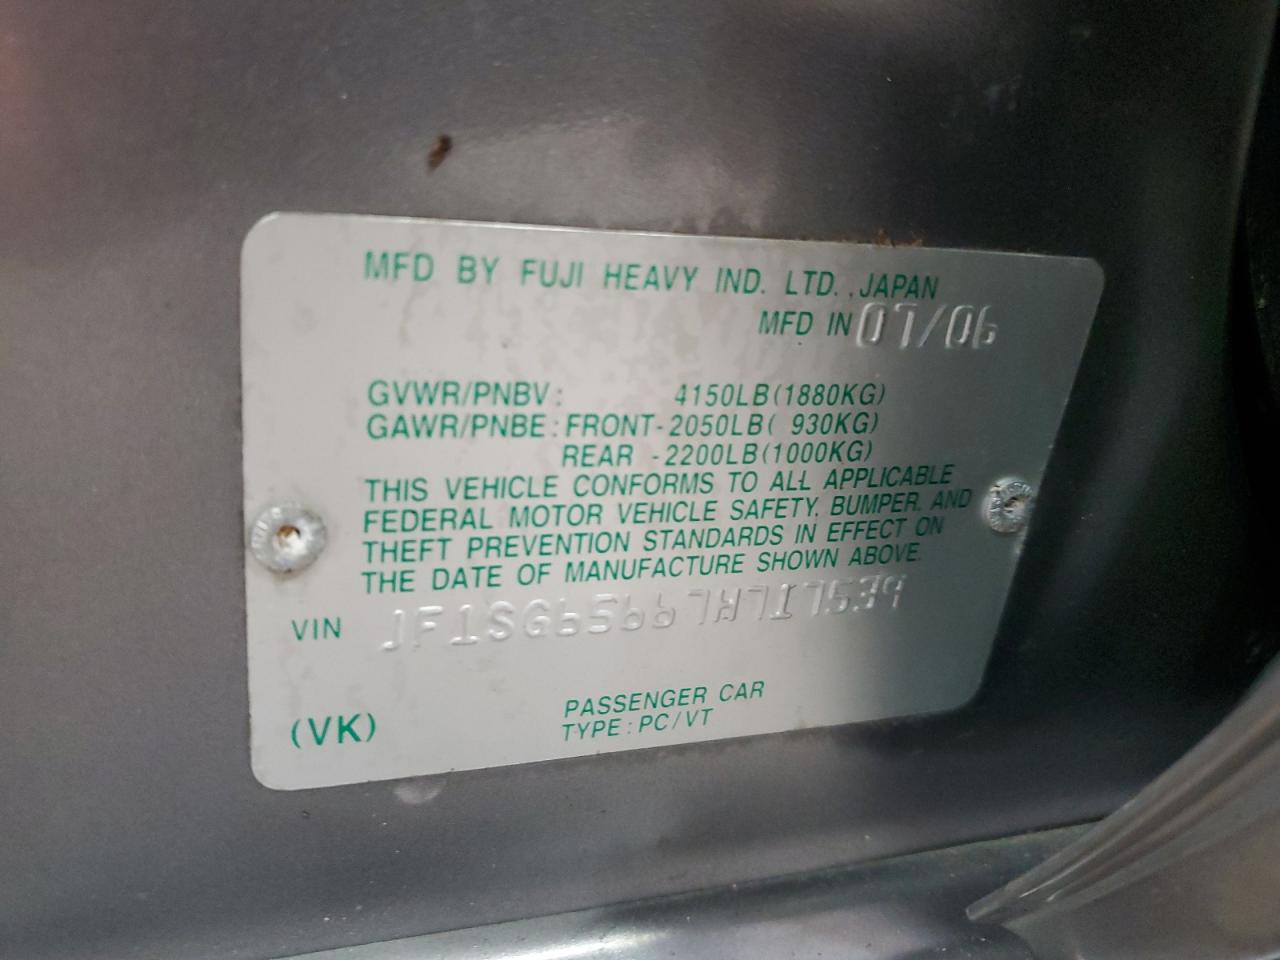 MFD BY FUJI HEAVY IND. LTD. ,JAPAN
MFD IN 07/06
GVWR/PNBV: 4150LB(1880KG)
GAWR/PNBE: FRONT-2050LB( 930KG)
REAR -2200LB(1000KG)
THIS VEHICLE CONFORMS TO ALL APPLICABLE
FEDERAL MOTOR VEHICLE SAFETY, BUMPER, AND
THEFT PREVENTION STANDARDS IN EFFECT ON
THE DATE OF MANUFACTURE SHOWN ABOVE.
VIN JF1SG65667H717539
PASSENGER CAR
(VK) TYPE: PC/VT